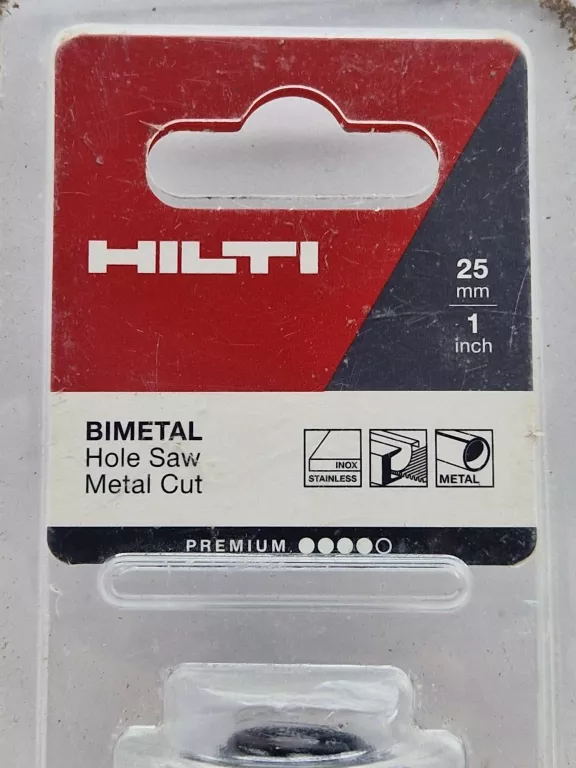 HILTI
25
mm
1
inch
BIMETAL
Hole Saw
Metal Cut
INOX
STAINLESS
METAL
PREMIUM